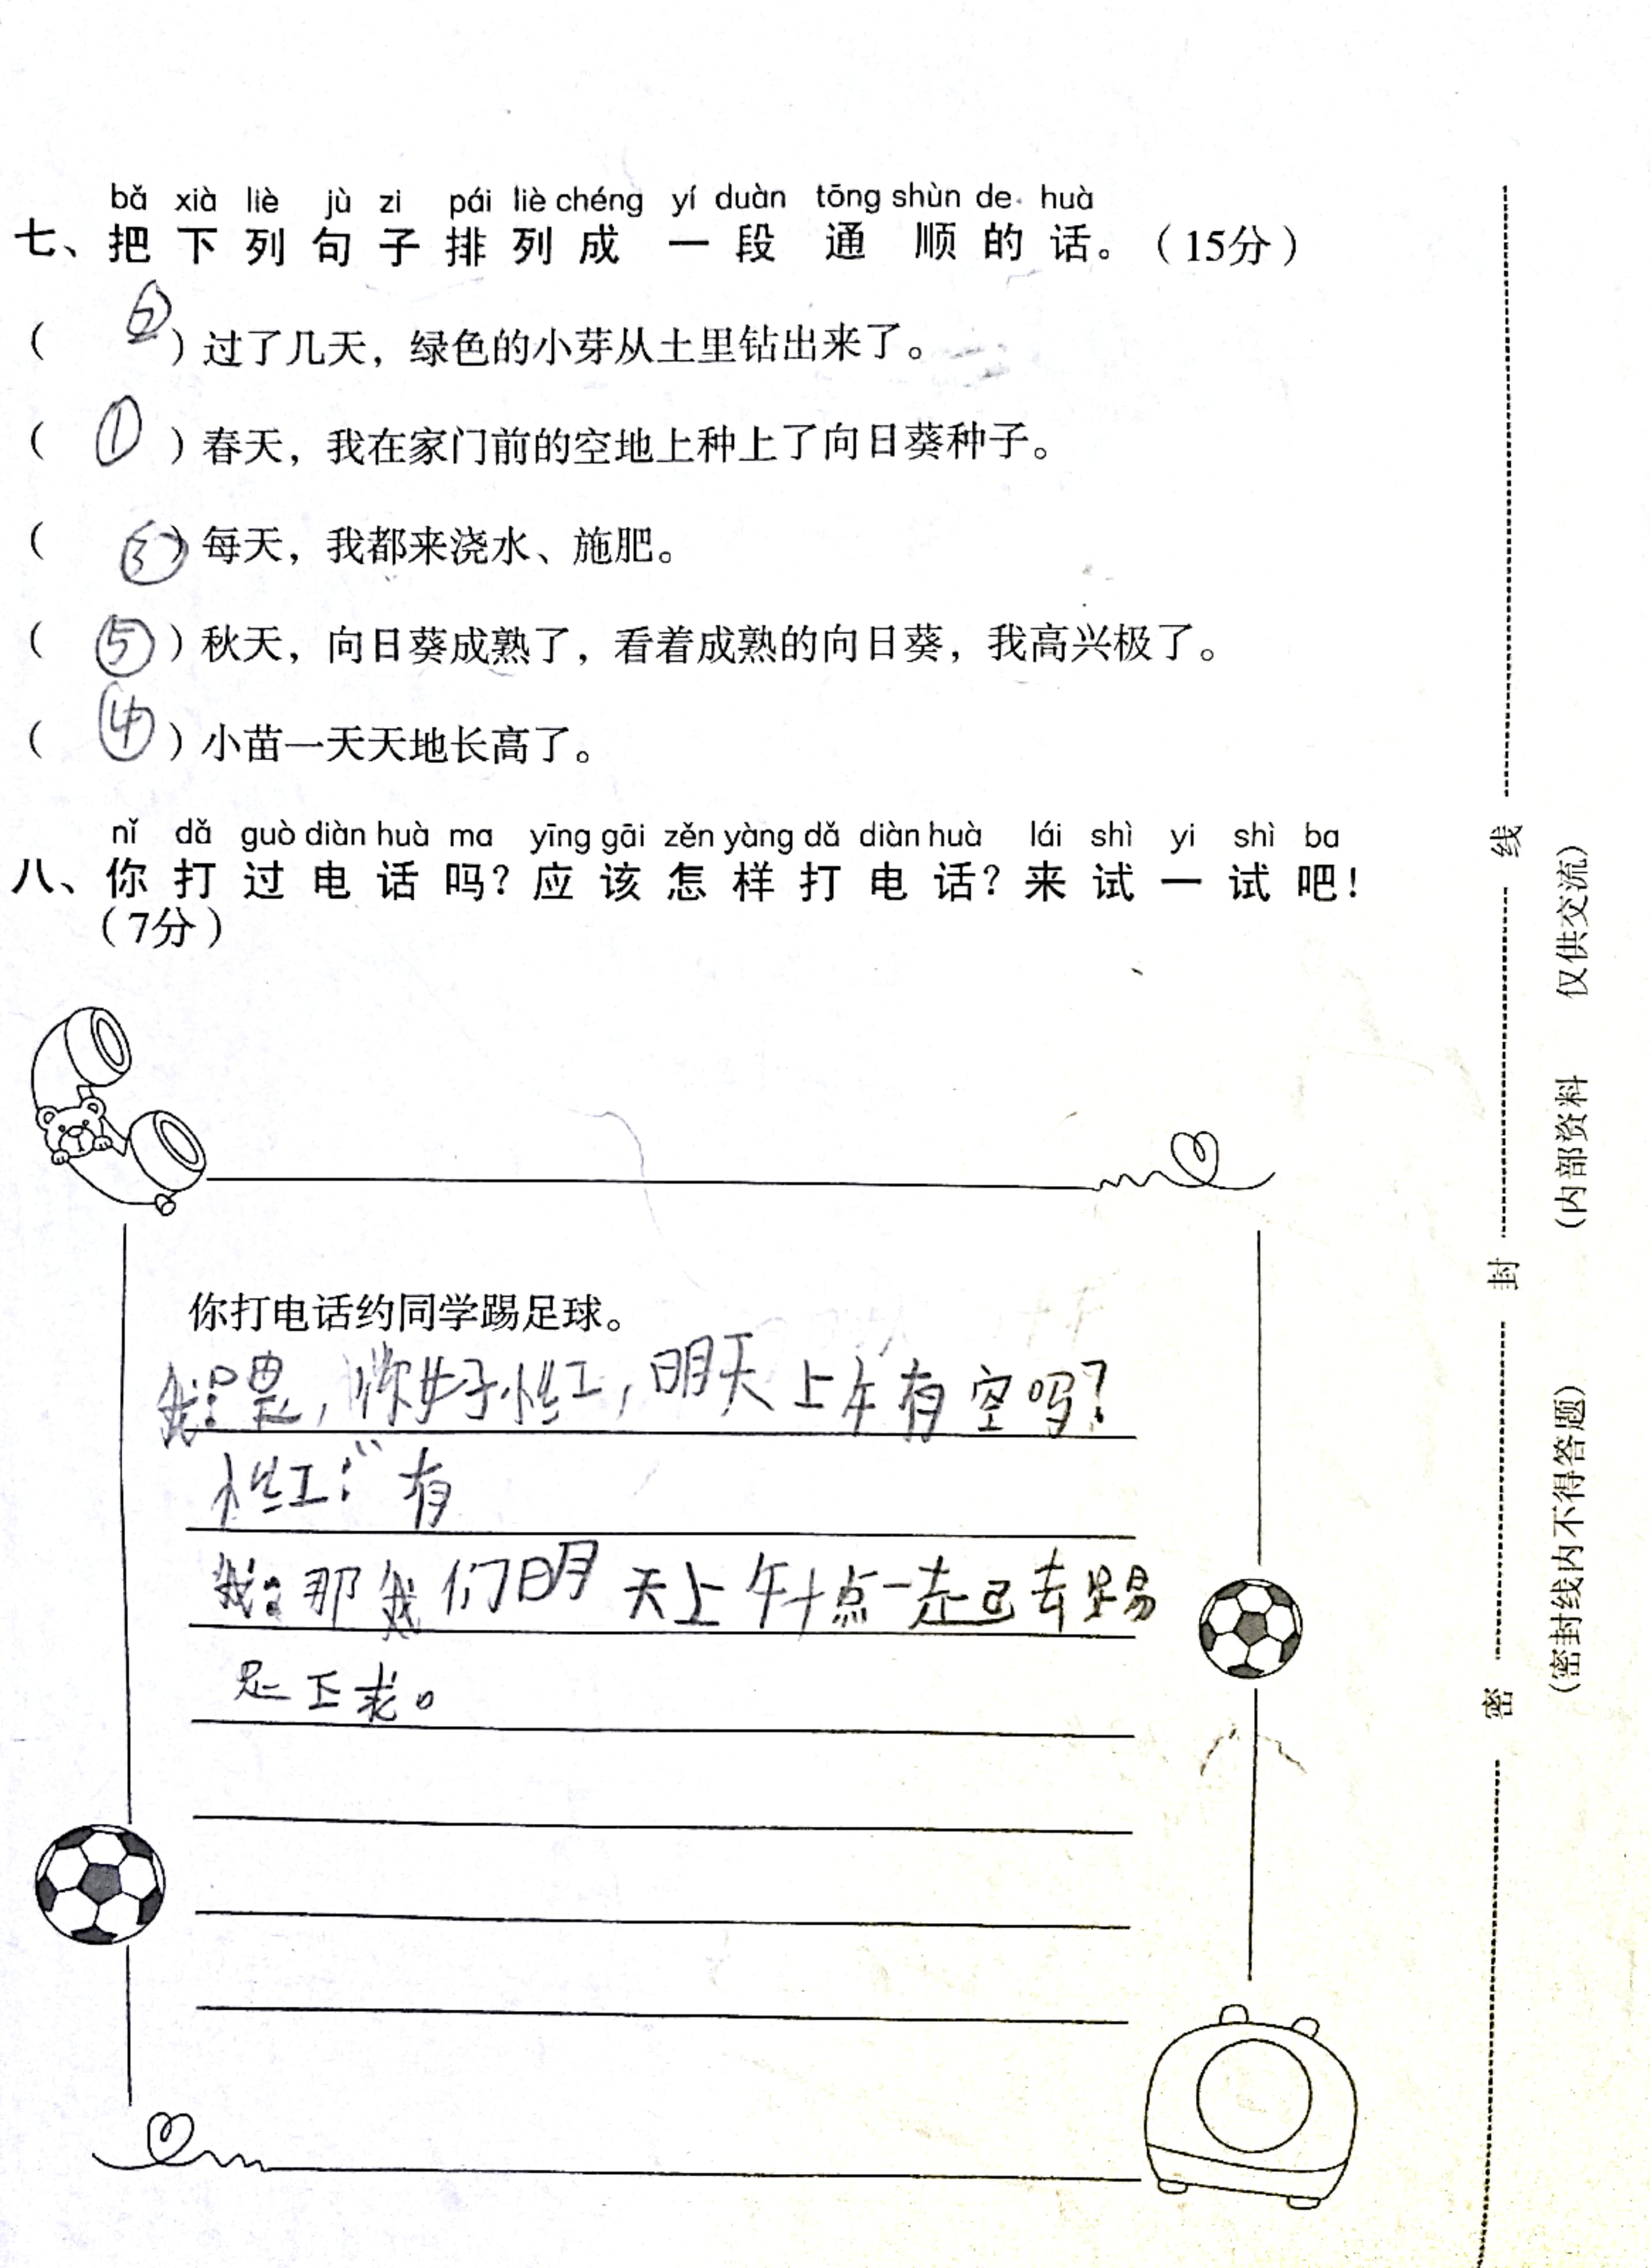 bǎ xià liè jù zi pái liè chéng yí duàn tōng shùn de huà
七、把下列句子排列成一段通顺的话。（15分）
（②）过了几天，绿色的小芽从土里钻出来了。
（①）春天，我在家门前的空地上种上了向日葵种子。
（③）每天，我都来浇水、施肥。
（⑤）秋天，向日葵成熟了，看着成熟的向日葵，我高兴极了。
（④）小苗一天天地长高了。
nǐ dǎ guò diàn huà ma yīng gāi zěn yàng dǎ diàn huà lái shì yi shì ba
八、你打过电话吗？应该怎样打电话？来试一试吧！
（7分）
你打电话约同学踢足球。
我：喂，你好小红，明天上午有空吗？
小红：“有
我：那我们明天上午十点一起去踢
足球。
线
封
密
（密封线内不得答题） （内部资料 仅供交流）